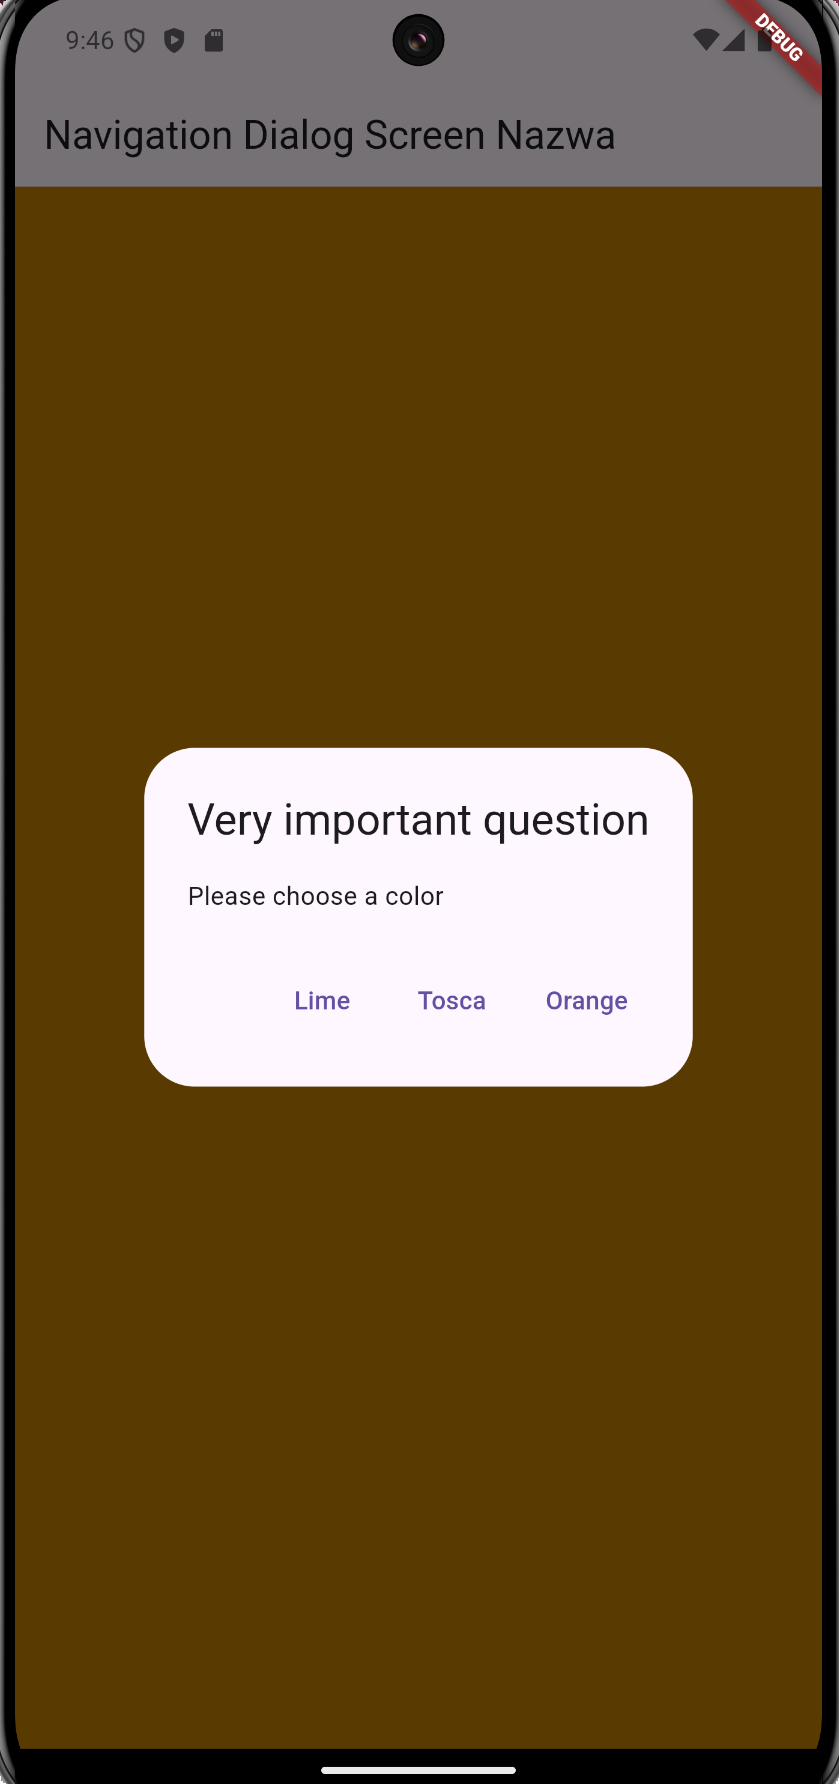 9:46
DEBUG
Navigation Dialog Screen Nazwa
Very important question
Please choose a color
Lime Tosca Orange